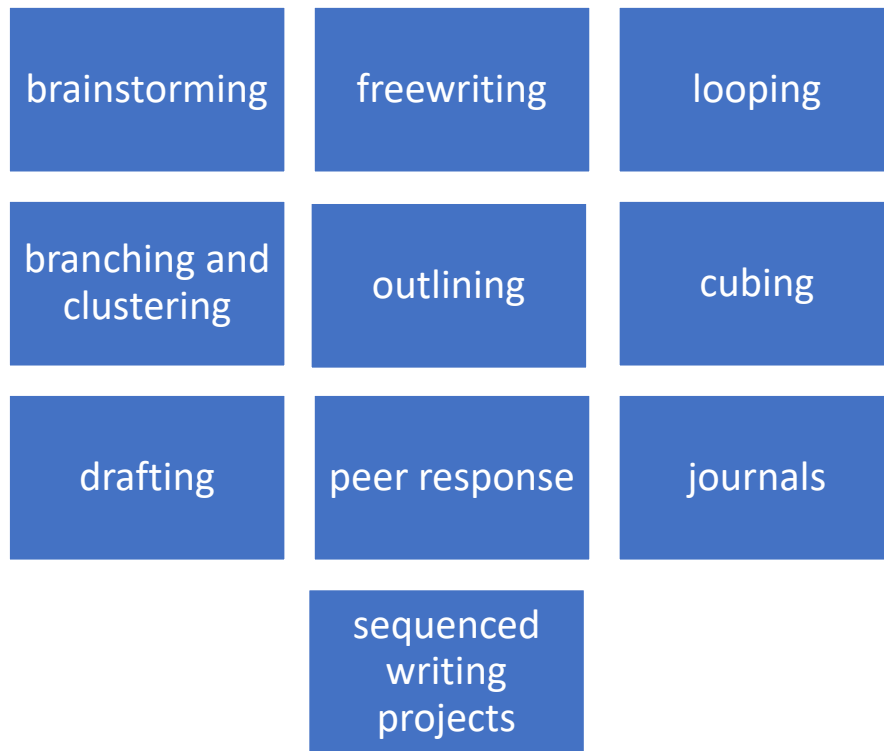 brainstorming
freewriting
looping
branching and
clustering
outlining
cubing
drafting
peer response
journals
sequenced
writing
projects